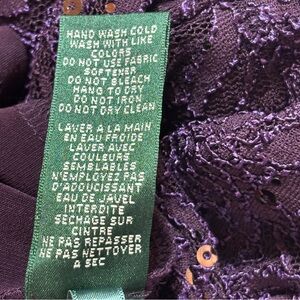 HAND WASH COLD
WASH WITH LIKE
COLORS
DO NOT USE FABRIC
SOFTENER
DO NOT BLEACH
HANG TO DRY
DO NOT IRON
DO NOT DRY CLEAN
LAVER A LA MAIN
EN EAU FROIDE
LAVER AVEC
COULEURS
SEMBLABLES
N'EMPLOYEZ PAS
D'ADOUCISSANT
EAU DE JAVEL
INTERDITE
SECHAGE SUR
CINTRE
NE PAS REPASSER
NE PAS NETTOYER
A SEC